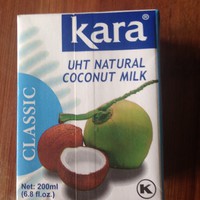 kara®
UHT NATURAL
COCONUT MILK
CLASSIC
Net: 200ml
(6.8 fl.oz.)
K